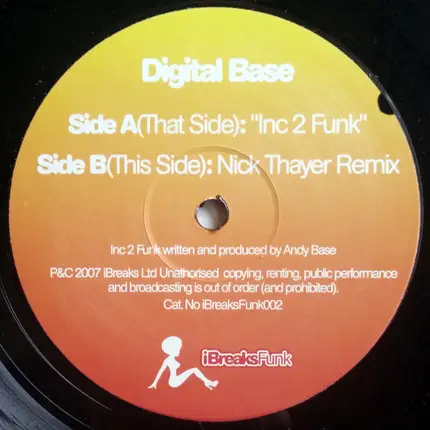 Digital Base
Side A(That Side): "Inc 2 Funk"
Side B(This Side): Nick Thayer Remix
Inc 2 Funk written and produced by Andy Base
P&C 2007 iBreaks Ltd Unathorised copying, renting, public performance
and broadcasting is out of order (and prohibited).
Cat. No iBreaksFunk002
iBreaksFunk